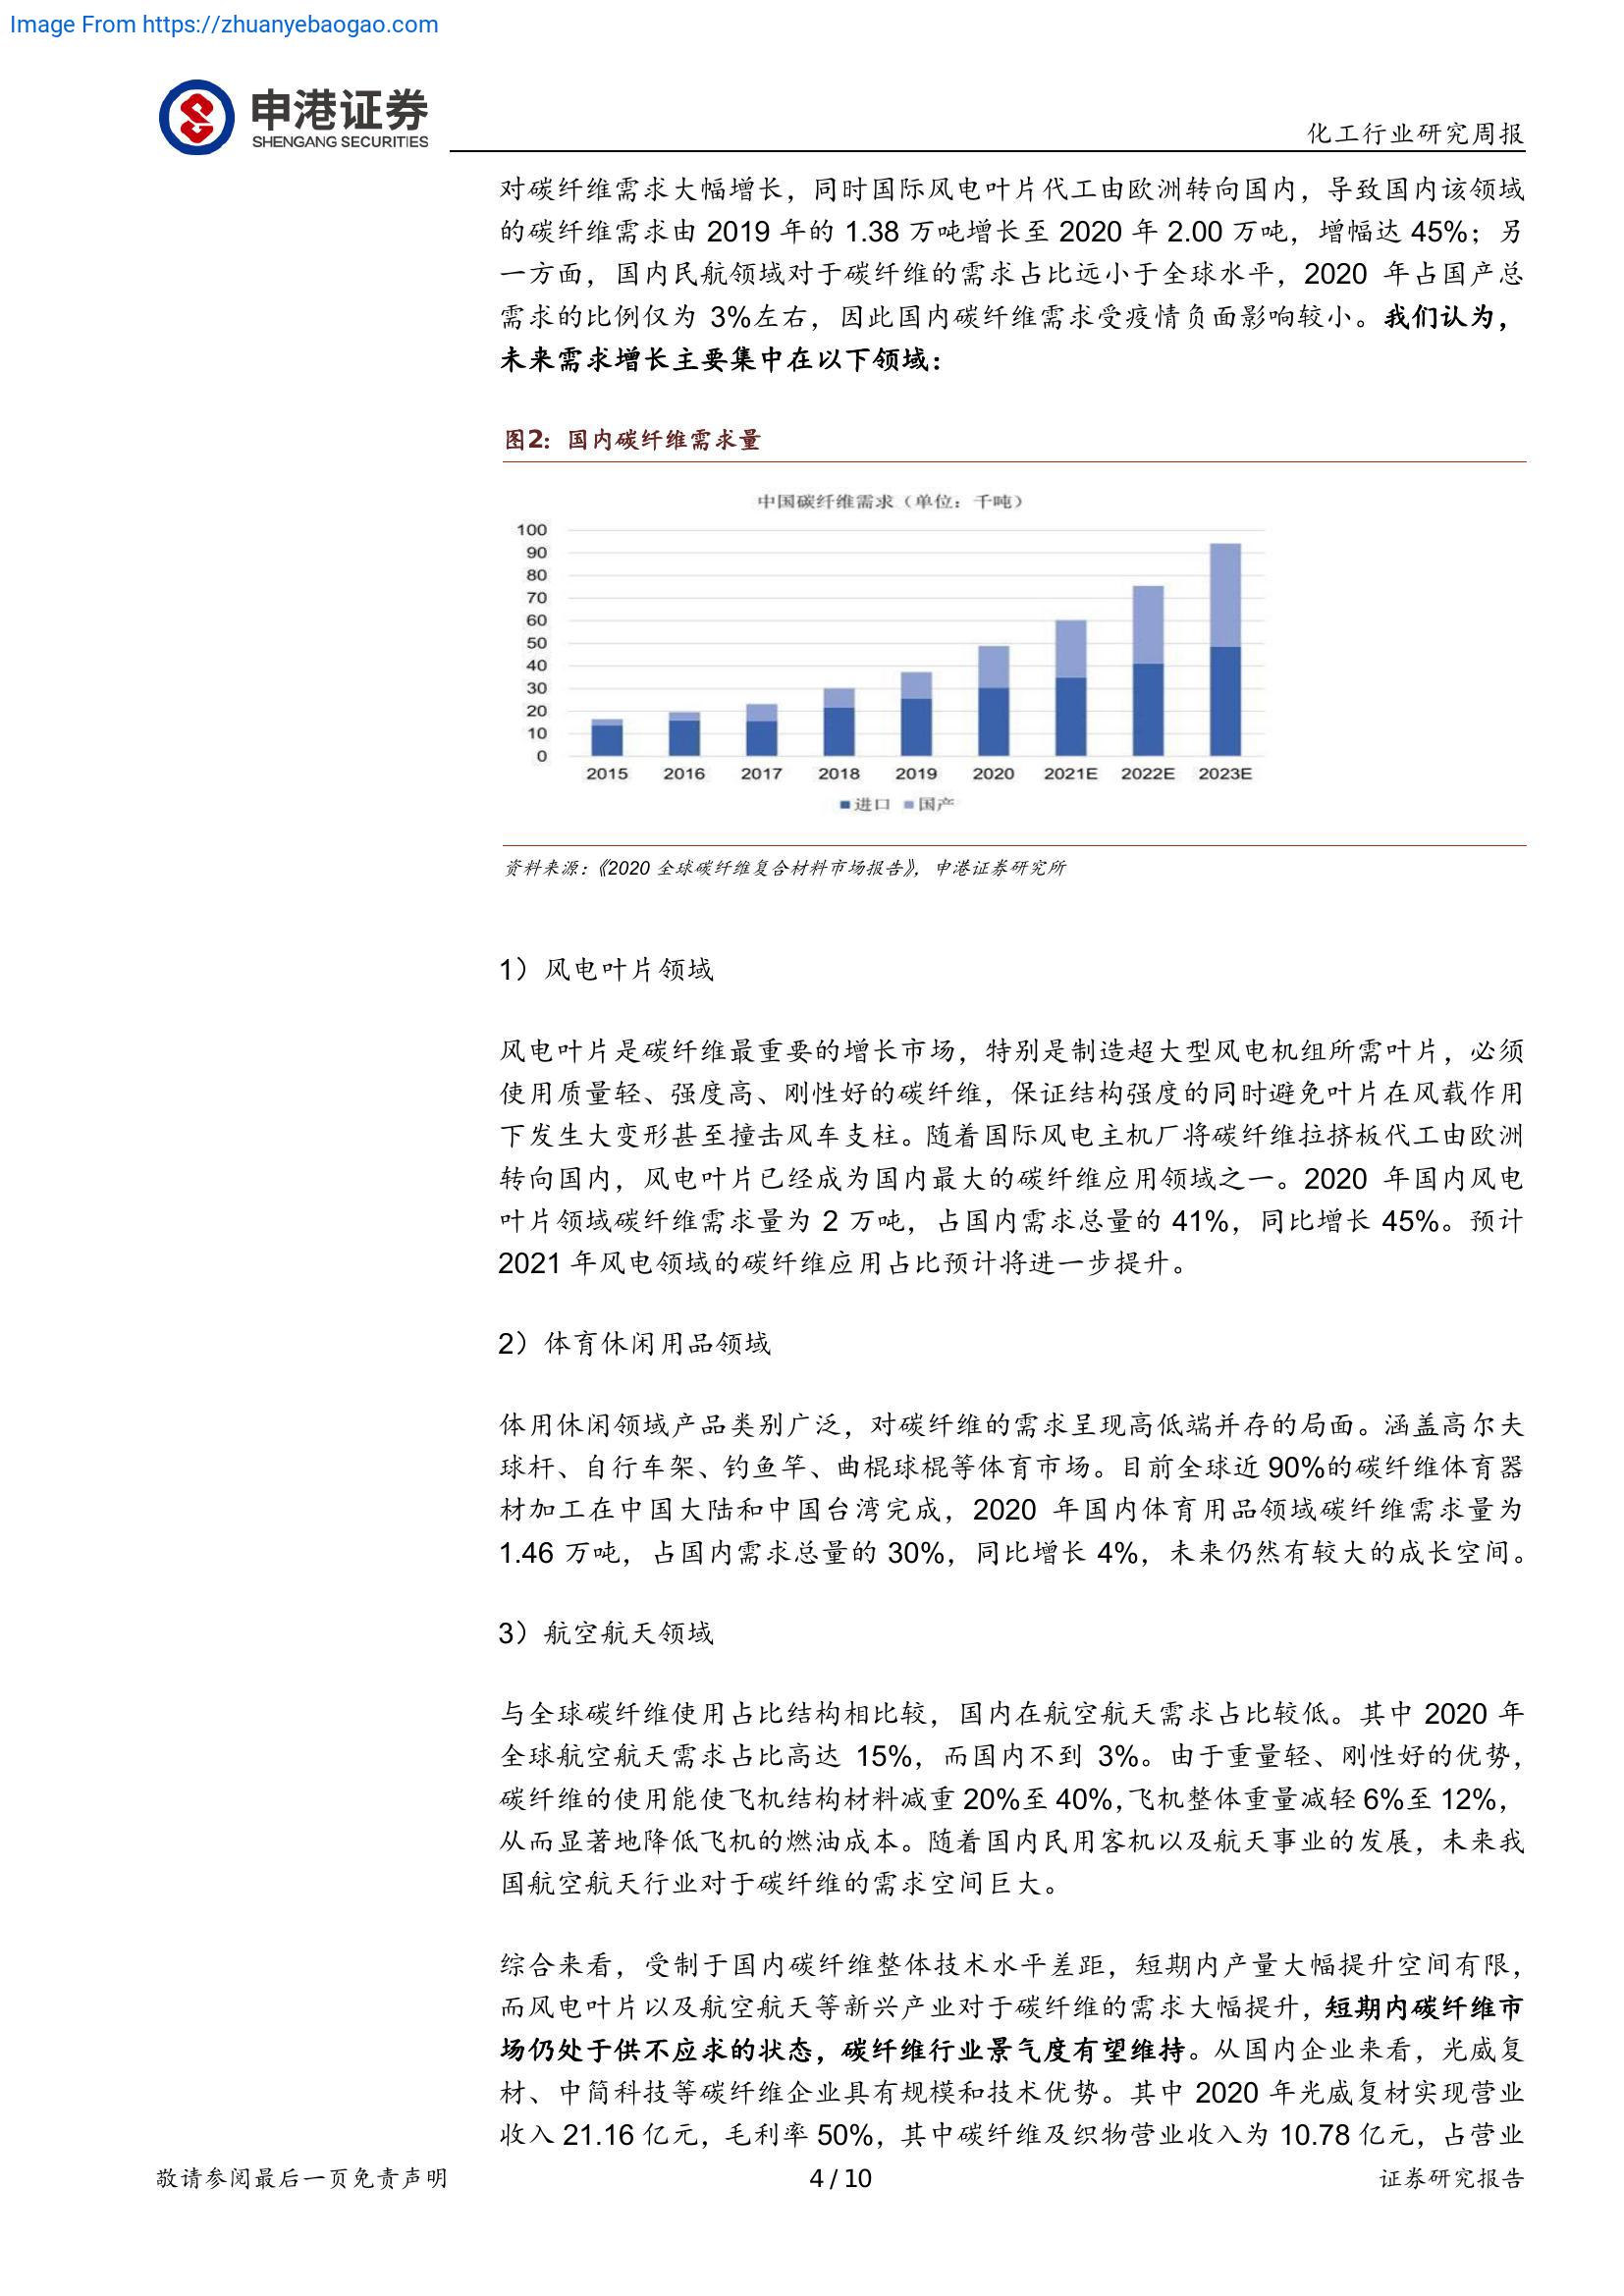 Image From https://zhuanyebaogao.com
申港证券
SHENGANG SECURITIES
化工行业研究周报
对碳纤维需求大幅增长，同时国际风电叶片代工由欧洲转向国内，导致国内该领域
的碳纤维需求由 2019 年的 1.38 万吨增长至 2020 年 2.00 万吨，增幅达 45%；另
一方面，国内民航领域对于碳纤维的需求占比远小于全球水平，2020 年占国产总
需求的比例仅为 3%左右，因此国内碳纤维需求受疫情负面影响较小。我们认为，
未来需求增长主要集中在以下领域：
图2：国内碳纤维需求量
中国碳纤维需求（单位：千吨）
100
90
80
70
60
50
40
30
20
10
0
2015 2016 2017 2018 2019 2020 2021E 2022E 2023E
进口 国产
资料来源：《2020 全球碳纤维复合材料市场报告》，申港证券研究所
1）风电叶片领域
风电叶片是碳纤维最重要的增长市场，特别是制造超大型风电机组所需叶片，必须
使用质量轻、强度高、刚性好的碳纤维，保证结构强度的同时避免叶片在风载作用
下发生大变形甚至撞击风车支柱。随着国际风电主机厂将碳纤维拉挤板代工由欧洲
转向国内，风电叶片已经成为国内最大的碳纤维应用领域之一。2020 年国内风电
叶片领域碳纤维需求量为 2 万吨，占国内需求总量的 41%，同比增长 45%。预计
2021 年风电领域的碳纤维应用占比预计将进一步提升。
2）体育休闲用品领域
体用休闲领域产品类别广泛，对碳纤维的需求呈现高低端并存的局面。涵盖高尔夫
球杆、自行车架、钓鱼竿、曲棍球棍等体育市场。目前全球近 90%的碳纤维体育器
材加工在中国大陆和中国台湾完成，2020 年国内体育用品领域碳纤维需求量为
1.46 万吨，占国内需求总量的 30%，同比增长 4%，未来仍然有较大的成长空间。
3）航空航天领域
与全球碳纤维使用占比结构相比较，国内在航空航天需求占比较低。其中 2020 年
全球航空航天需求占比高达 15%，而国内不到 3%。由于重量轻、刚性好的优势，
碳纤维的使用能使飞机结构材料减重 20%至 40%，飞机整体重量减轻 6%至 12%，
从而显著地降低飞机的燃油成本。随着国内民用客机以及航天事业的发展，未来我
国航空航天行业对于碳纤维的需求空间巨大。
综合来看，受制于国内碳纤维整体技术水平差距，短期内产量大幅提升空间有限，
而风电叶片以及航空航天等新兴产业对于碳纤维的需求大幅提升，短期内碳纤维市
场仍处于供不应求的状态，碳纤维行业景气度有望维持。从国内企业来看，光威复
材、中简科技等碳纤维企业具有规模和技术优势。其中 2020 年光威复材实现营业
收入 21.16 亿元，毛利率 50%，其中碳纤维及织物营业收入为 10.78 亿元，占营业
敬请参阅最后一页免责声明
4 / 10
证券研究报告